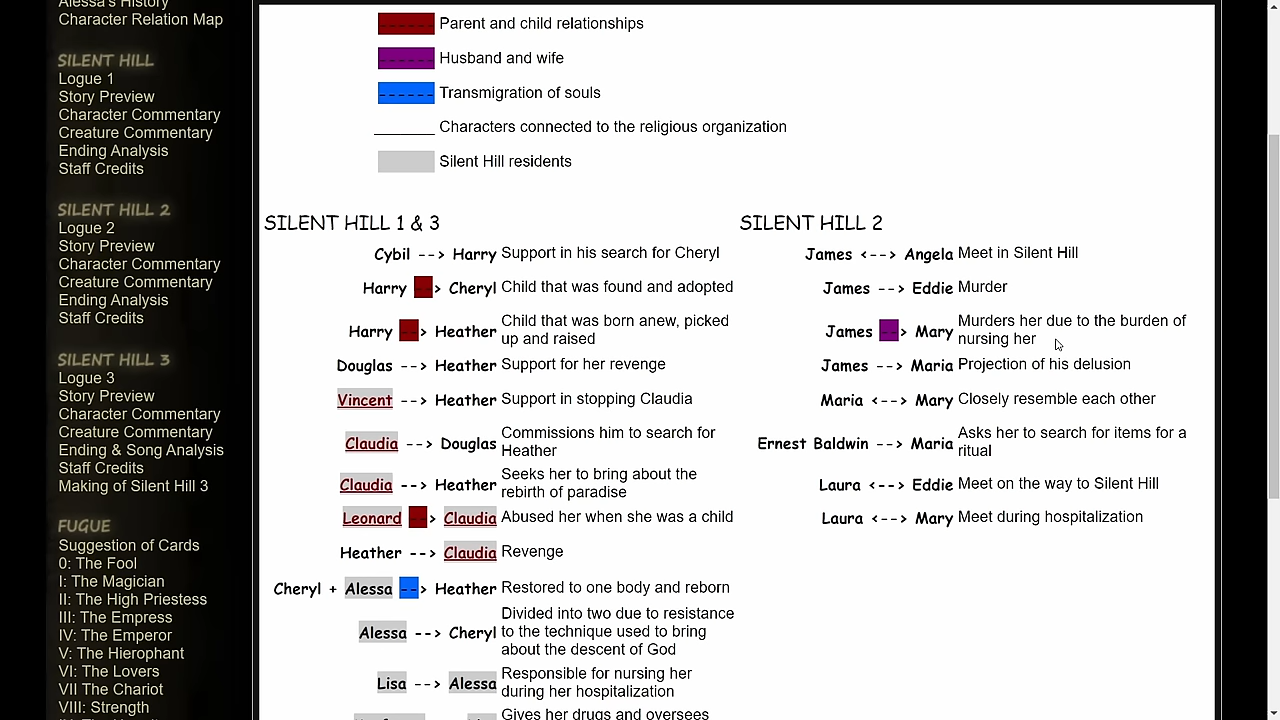 Alessa's History
Character Relation Map
SILENT HILL
Logue 1
Story Preview
Character Commentary
Creature Commentary
Ending Analysis
Staff Credits
SILENT HILL 2
Logue 2
Story Preview
Character Commentary
Creature Commentary
Ending Analysis
Staff Credits
SILENT HILL 3
Logue 3
Story Preview
Character Commentary
Creature Commentary
Ending & Song Analysis
Staff Credits
Making of Silent Hill 3
FUGUE
Suggestion of Cards
0: The Fool
I: The Magician
II: The High Priestess
III: The Empress
IV: The Emperor
V: The Hierophant
VI: The Lovers
VII The Chariot
VIII: Strength
Parent and child relationships
Husband and wife
Transmigration of souls
Characters connected to the religious organization
Silent Hill residents
SILENT HILL 1 & 3
Cybil --> Harry Support in his search for Cheryl
Harry --> Cheryl Child that was found and adopted
Harry --> Heather Child that was born anew, picked
up and raised
Douglas --> Heather Support for her revenge
Vincent --> Heather Support in stopping Claudia
Claudia --> Douglas Commissions him to search for
Heather
Claudia --> Heather Seeks her to bring about the
rebirth of paradise
Leonard --> Claudia Abused her when she was a child
Heather --> Claudia Revenge
Cheryl + Alessa --> Heather Restored to one body and reborn
Alessa --> Cheryl Divided into two due to resistance
to the technique used to bring
about the descent of God
Lisa --> Alessa Responsible for nursing her
during her hospitalization
Gives her drugs and oversees
SILENT HILL 2
James <--> Angela Meet in Silent Hill
James --> Eddie Murder
James --> Mary Murders her due to the burden of
nursing her
James --> Maria Projection of his delusion
Maria <--> Mary Closely resemble each other
Ernest Baldwin --> Maria Asks her to search for items for a
ritual
Laura <--> Eddie Meet on the way to Silent Hill
Laura <--> Mary Meet during hospitalization